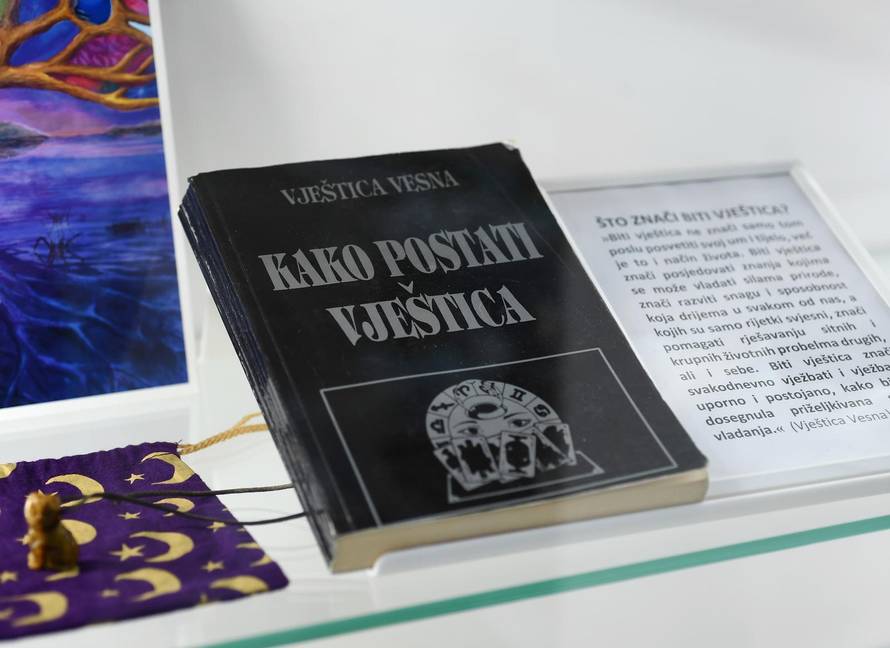 VJEŠTICA VESNA
KAKO POSTATI
VJEŠTICA
ŠTO ZNAČI BITI VJEŠTICA?
»Biti vještica ne znači samo tom
poslu posvetiti svoj um i tijelo, već
je to i način života. Biti vještica
znači posjedovati znanja kojima
se može vladati silama prirode,
znači razviti snagu i sposobnost
koja drijema u svakom od nas, a
kojih su samo rijetki svjesni, znači
pomagati rješavanju sitnih i
krupnih životnih probelma drugih,
ali i sebe. Biti vještica znači
svakodnevno vježbati i vježba
uporno i postojano, kako b
dosegnula priželjkivana
vladanja.« (Vještica Vesna